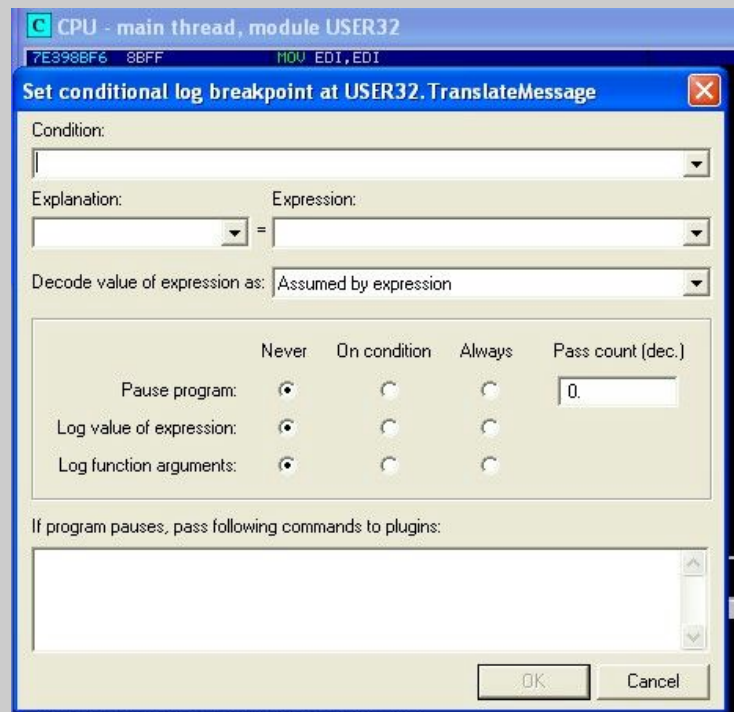 C CPU - main thread, module USER32
7E398BF6 8BFF MOV EDI,EDI
Set conditional log breakpoint at USER32.TranslateMessage
Condition:
Explanation: Expression:
=
Decode value of expression as: Assumed by expression
Never On condition Always Pass count (dec.)
Pause program: 0.
Log value of expression:
Log function arguments:
If program pauses, pass following commands to plugins:
OK Cancel